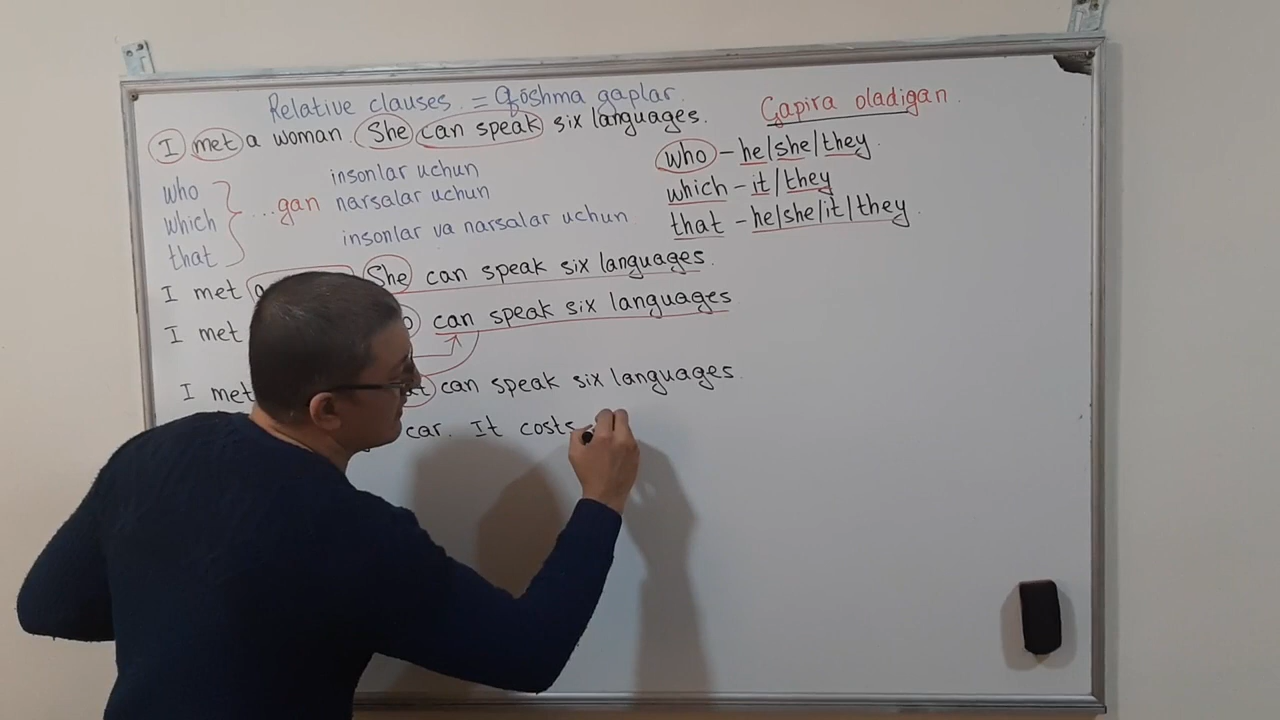 Relative clauses. = Qōshma gaplar.
I met a woman. She can speak six languages.
Gapira oladigan.
who
which
that
....gan
insonlar uchun
narsalar uchun
insonlar va narsalar uchun
who - he/she/they
which - it/they
that - he/she/it/they
I met She can speak six languages.
I met can speak six languages
I met can speak six languages.
car. It costs